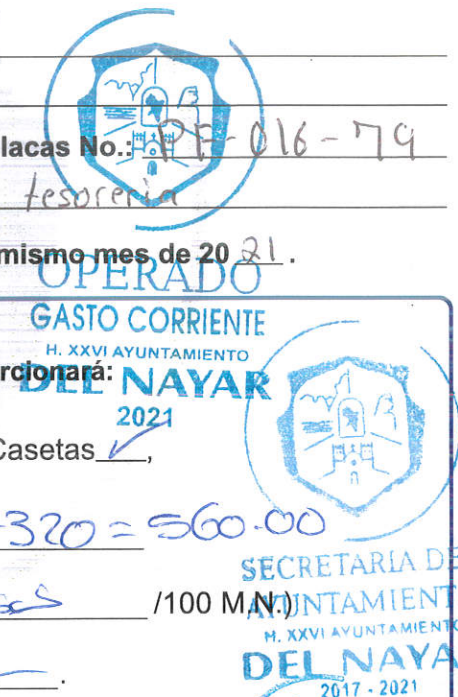 lacas No.: PF-016-79
tesoreria
mismo mes de 20 21.
OPERADO
GASTO CORRIENTE
H. XXVI AYUNTAMIENTO
rcionará:
DEL NAYAR
2021
Casetas ✓,
320 = 560.00
/100 M.N.)
SECRETARÍA DE
AYUNTAMIENT
H. XXVI AYUNTAMIENTO
DEL NAYA
2017 - 2021